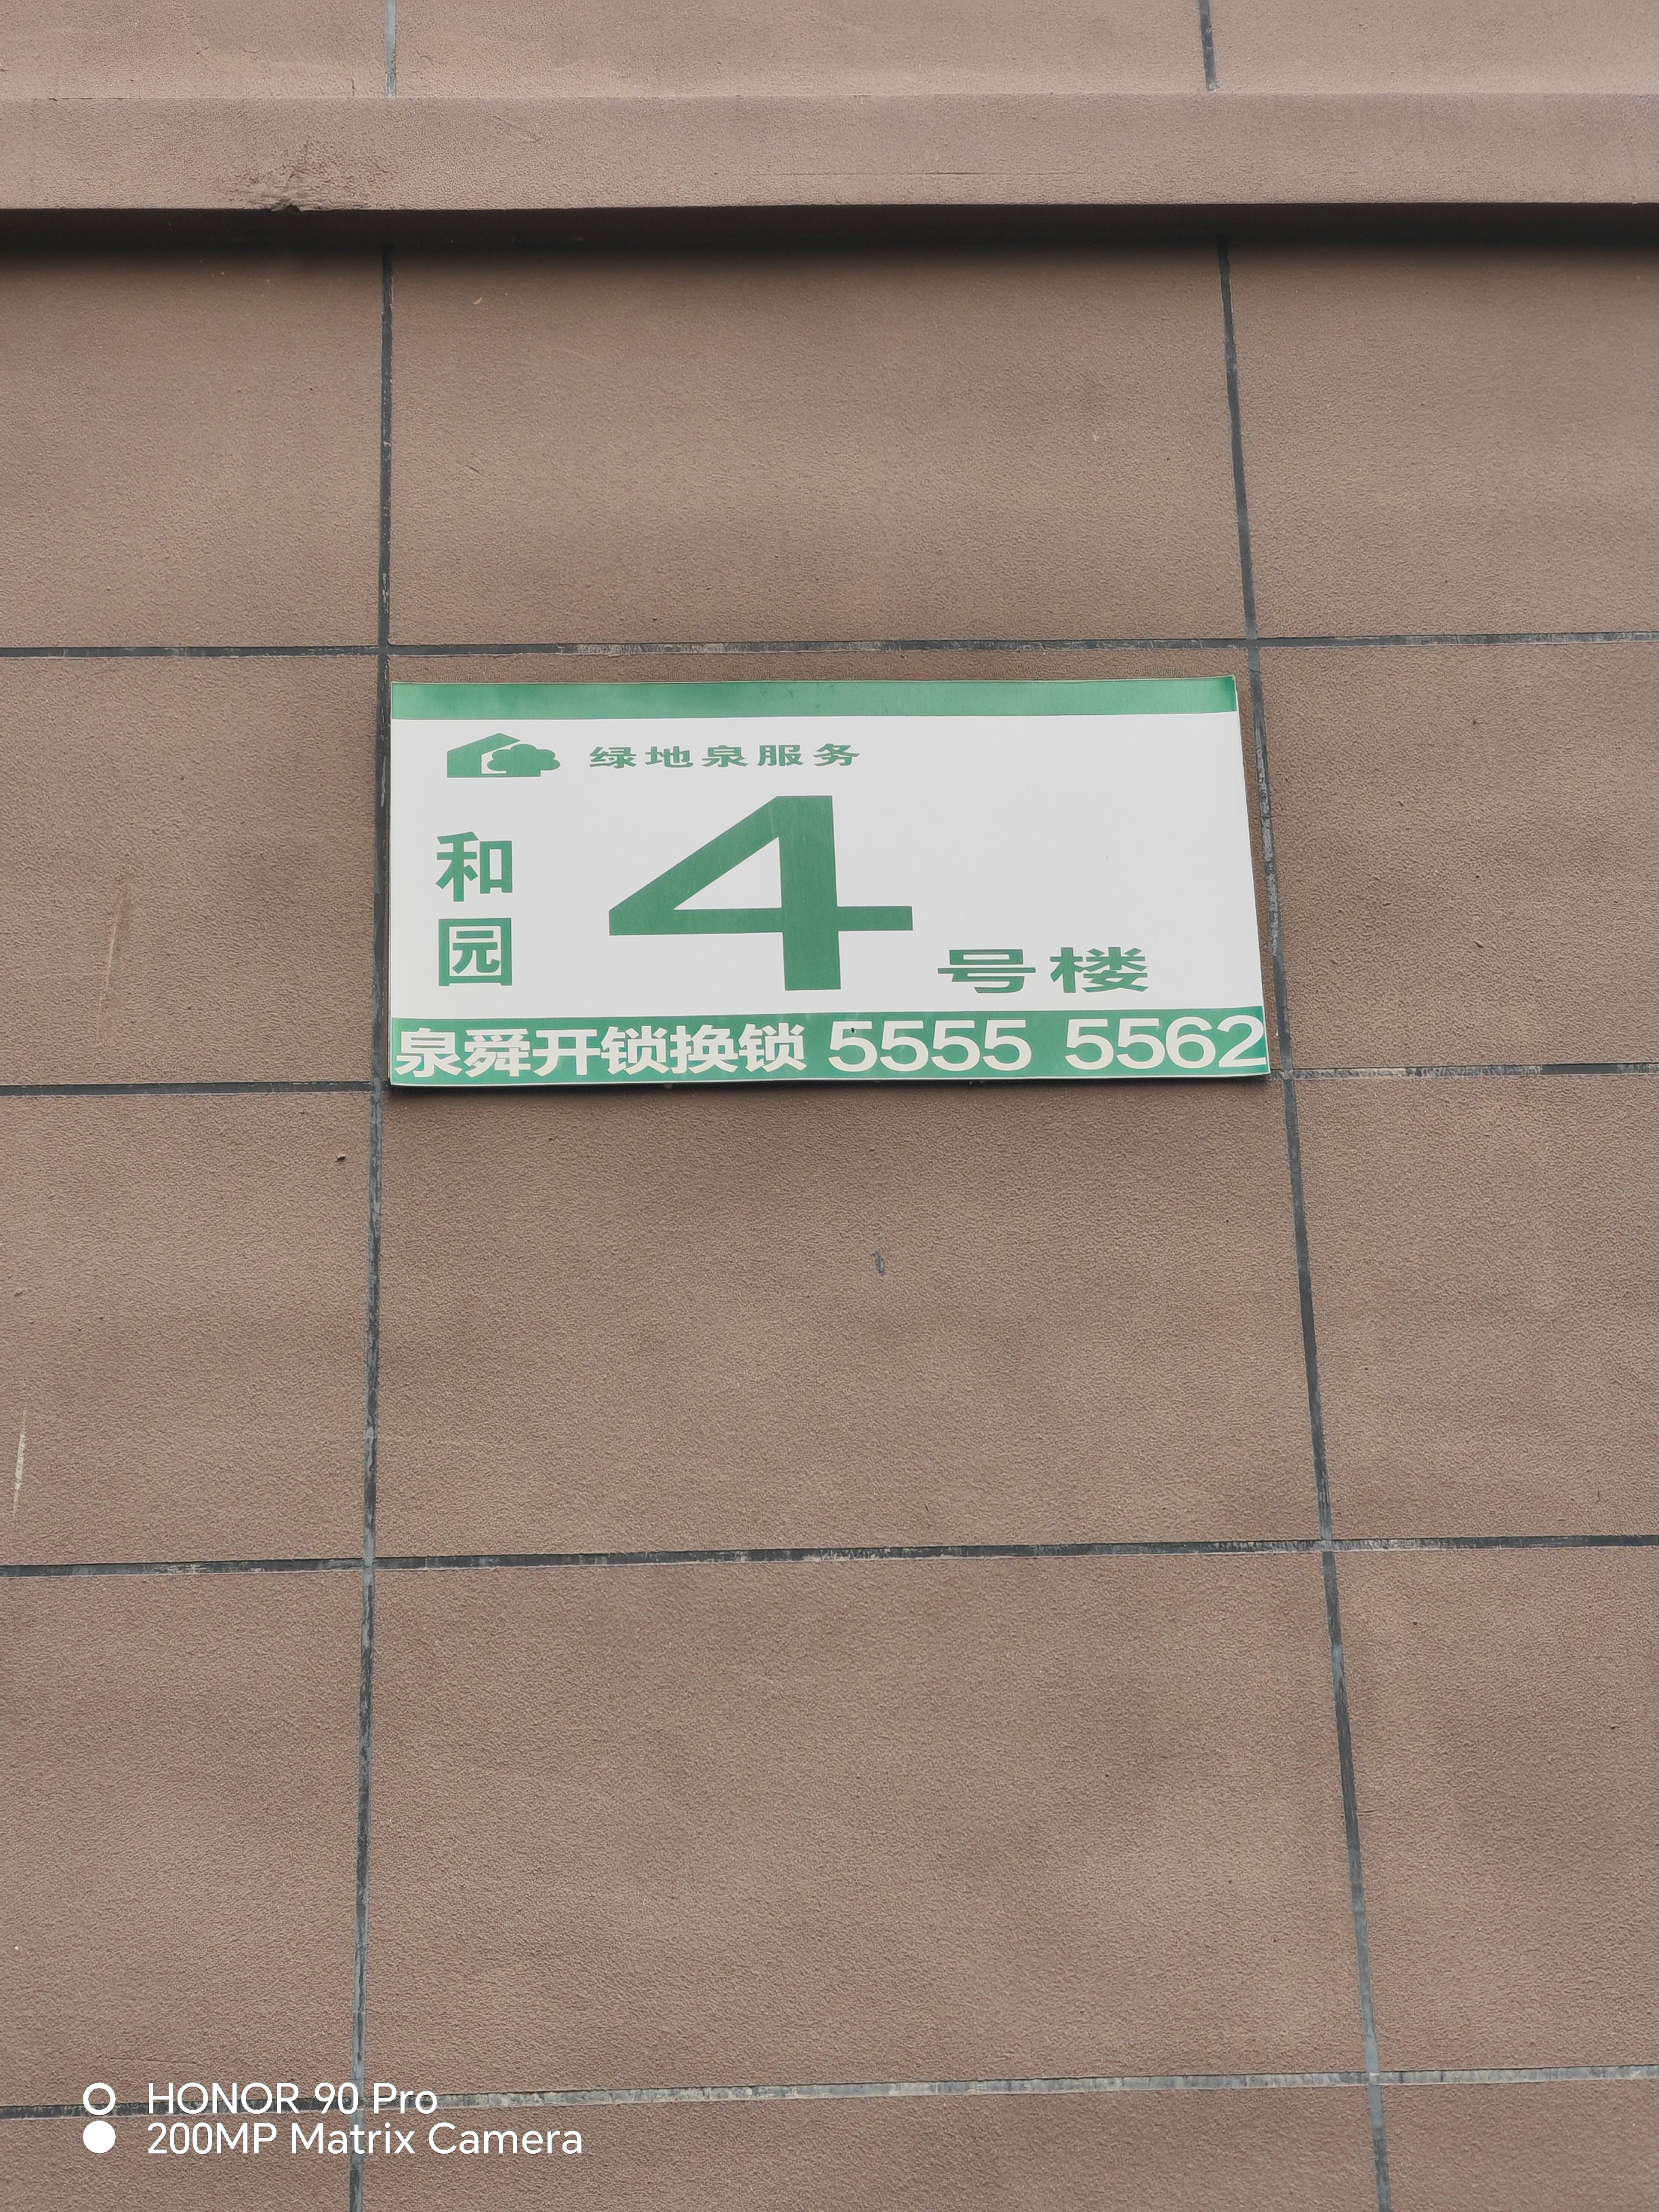 绿地泉服务
和园
4号楼
泉舜开锁换锁 5555 5562
HONOR 90 Pro
200MP Matrix Camera